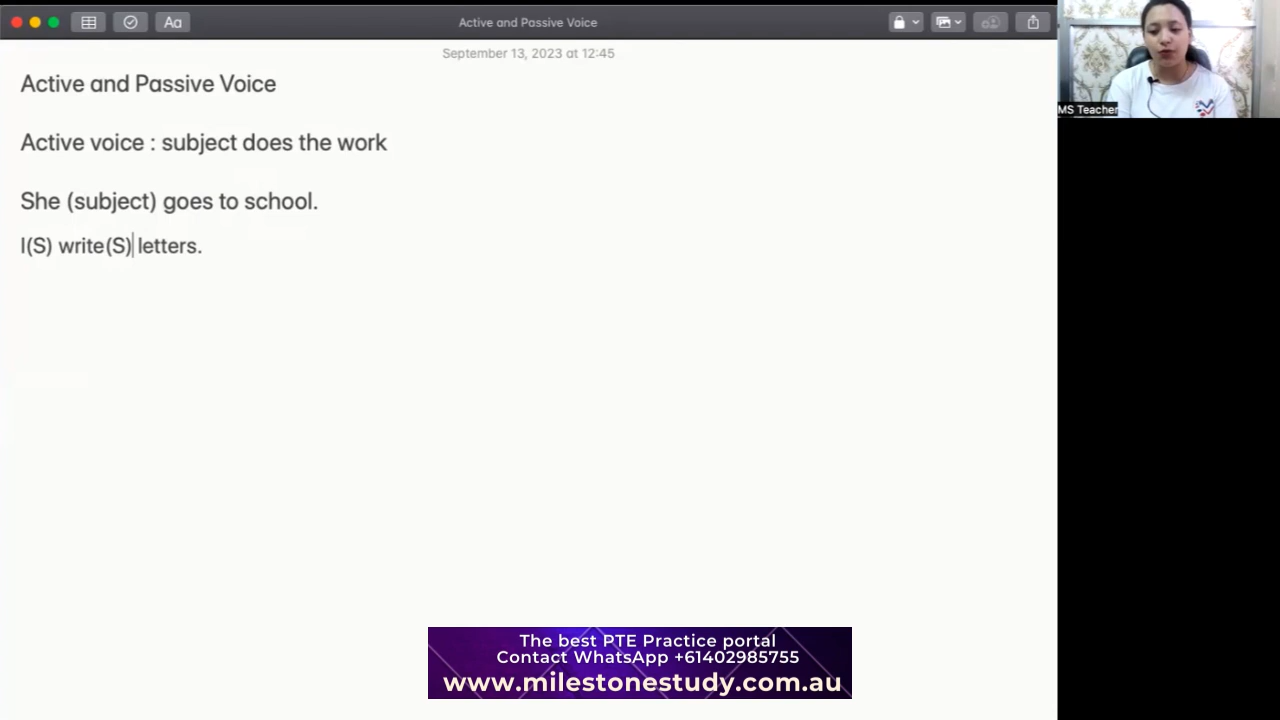 Aa
Active and Passive Voice
September 13, 2023 at 12:45
Active and Passive Voice
Active voice : subject does the work
She (subject) goes to school.
I(S) write(S) letters.
MS Teacher
The best PTE Practice portal
Contact WhatsApp +61402985755
www.milestonestudy.com.au